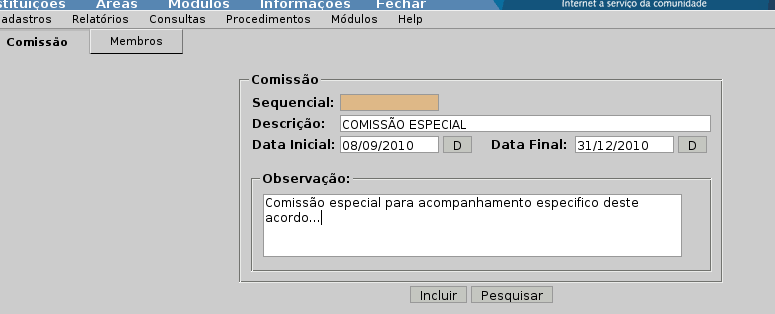 stituições Áreas Módulos Informações Fechar Internet a serviço da comunidade
adastros Relatórios Consultas Procedimentos Módulos Help
Comissão Membros
Comissão
Sequencial:
Descrição: COMISSÃO ESPECIAL
Data Inicial: 08/09/2010 D Data Final: 31/12/2010 D
Observação:
Comissão especial para acompanhamento especifico deste
acordo...
Incluir Pesquisar